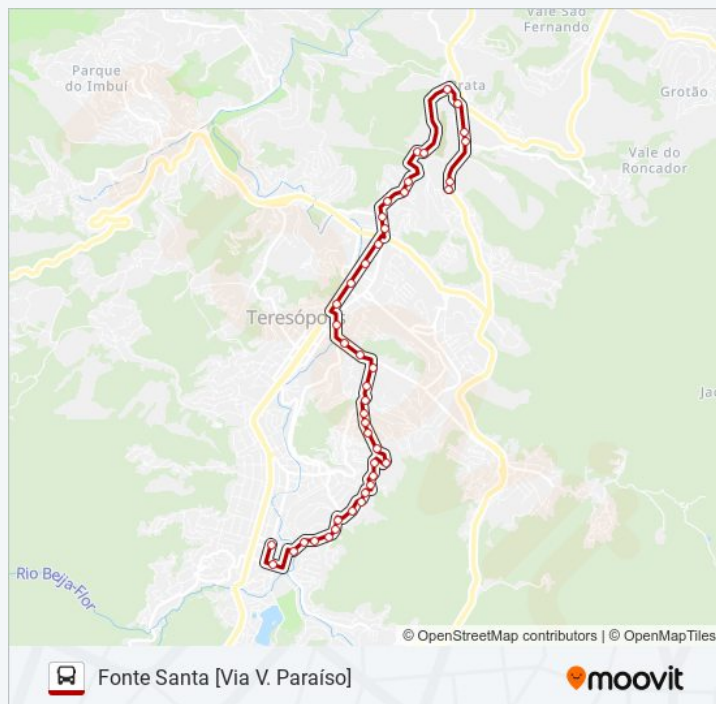 Vale São
Fernando
Parque
do Imbuí
Prata
Grotão
Vale do
Roncador
Teresópolis
Rio Beija-Flor
© OpenStreetMap contributors | © OpenMapTiles
Fonte Santa [Via V. Paraíso]
moovit